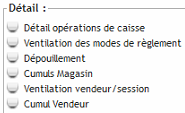 Détail :
Détail opérations de caisse
Ventilation des modes de règlement
Dépouillement
Cumuls Magasin
Ventilation vendeur/session
Cumul Vendeur